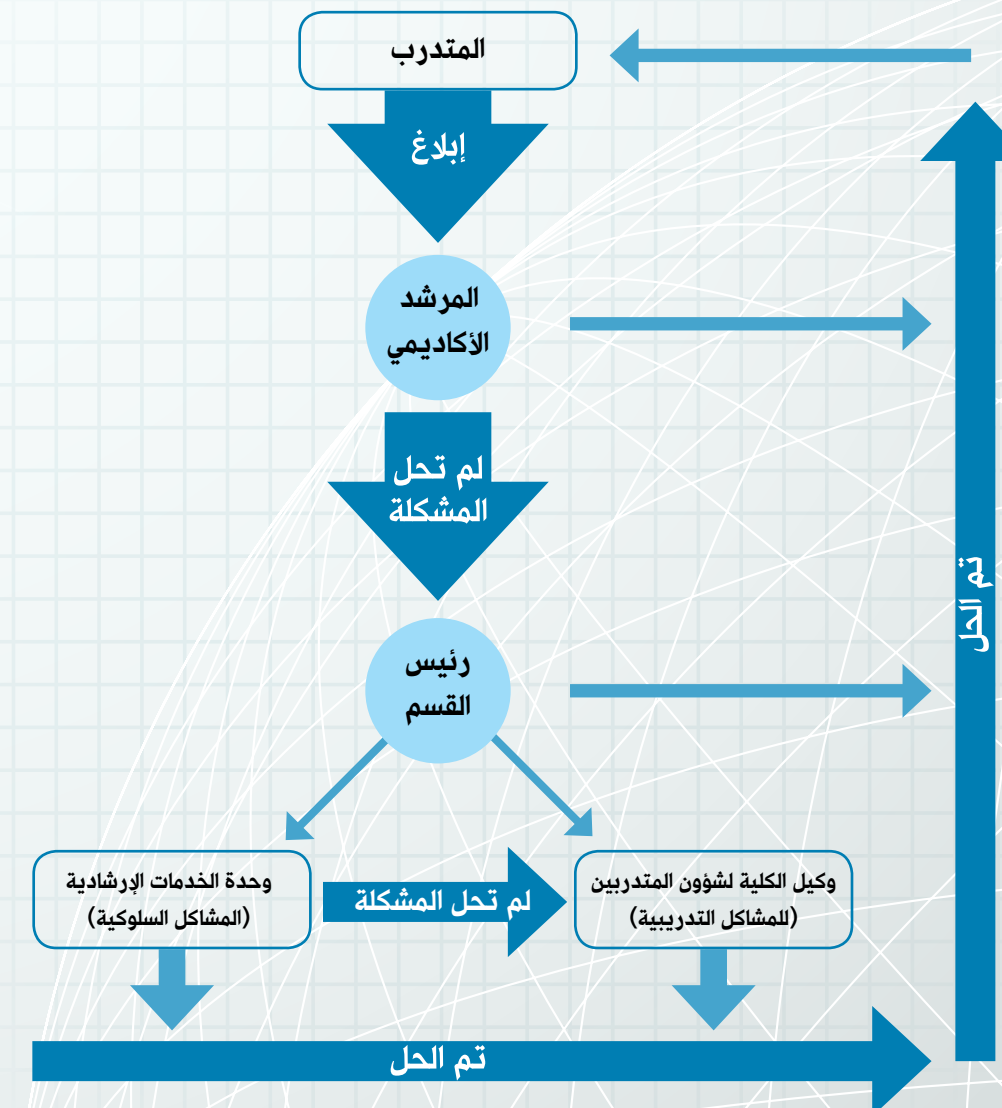 المتدرب
إبلاغ
المرشد
الأكاديمي
لم تحل
المشكلة
رئيس
القسم
تم الحل
وكيل الكلية لشؤون المتدربين
(للمشاكل التدريبية)
لم تحل المشكلة
وحدة الخدمات الإرشادية
(المشاكل السلوكية)
تم الحل